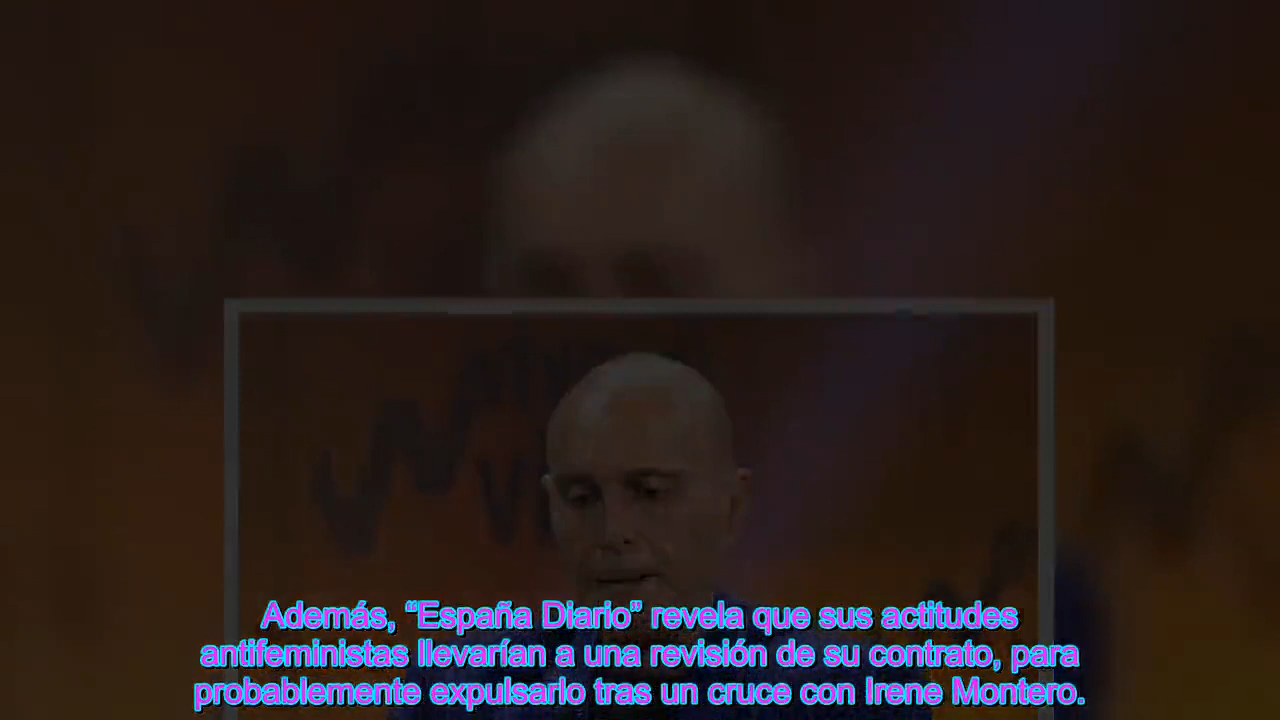 Además, “España Diario” revela que sus actitudes
antifeministas llevarían a una revisión de su contrato, para
probablemente expulsarlo tras un cruce con Irene Montero.